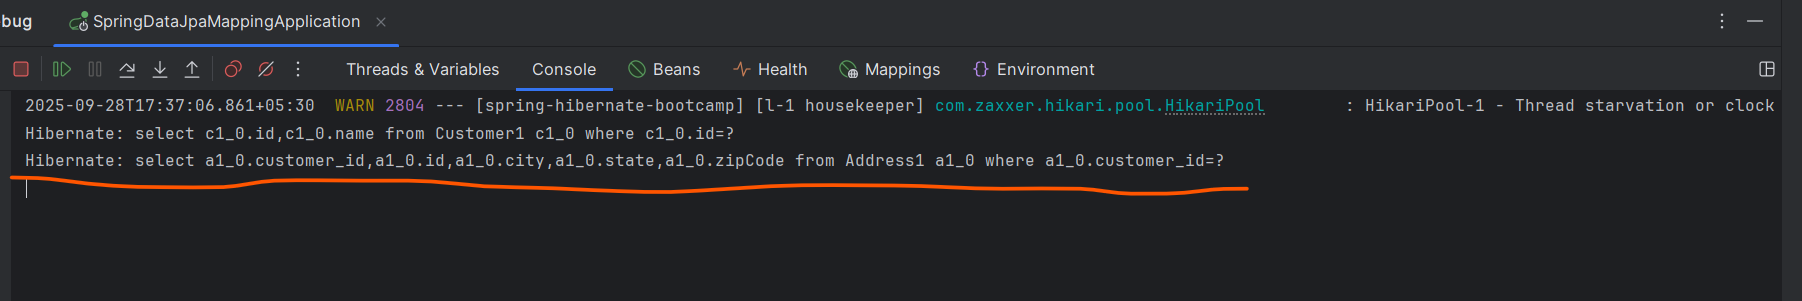 bug SpringDataJpaMappingApplication
Threads & Variables Console Beans Health Mappings Environment
2025-09-28T17:37:06.861+05:30  WARN 2804 --- [spring-hibernate-bootcamp] [l-1 housekeeper] com.zaxxer.hikari.pool.HikariPool        : HikariPool-1 - Thread starvation or clock
Hibernate: select c1_0.id,c1_0.name from Customer1 c1_0 where c1_0.id=?
Hibernate: select a1_0.customer_id,a1_0.id,a1_0.city,a1_0.state,a1_0.zipCode from Address1 a1_0 where a1_0.customer_id=?